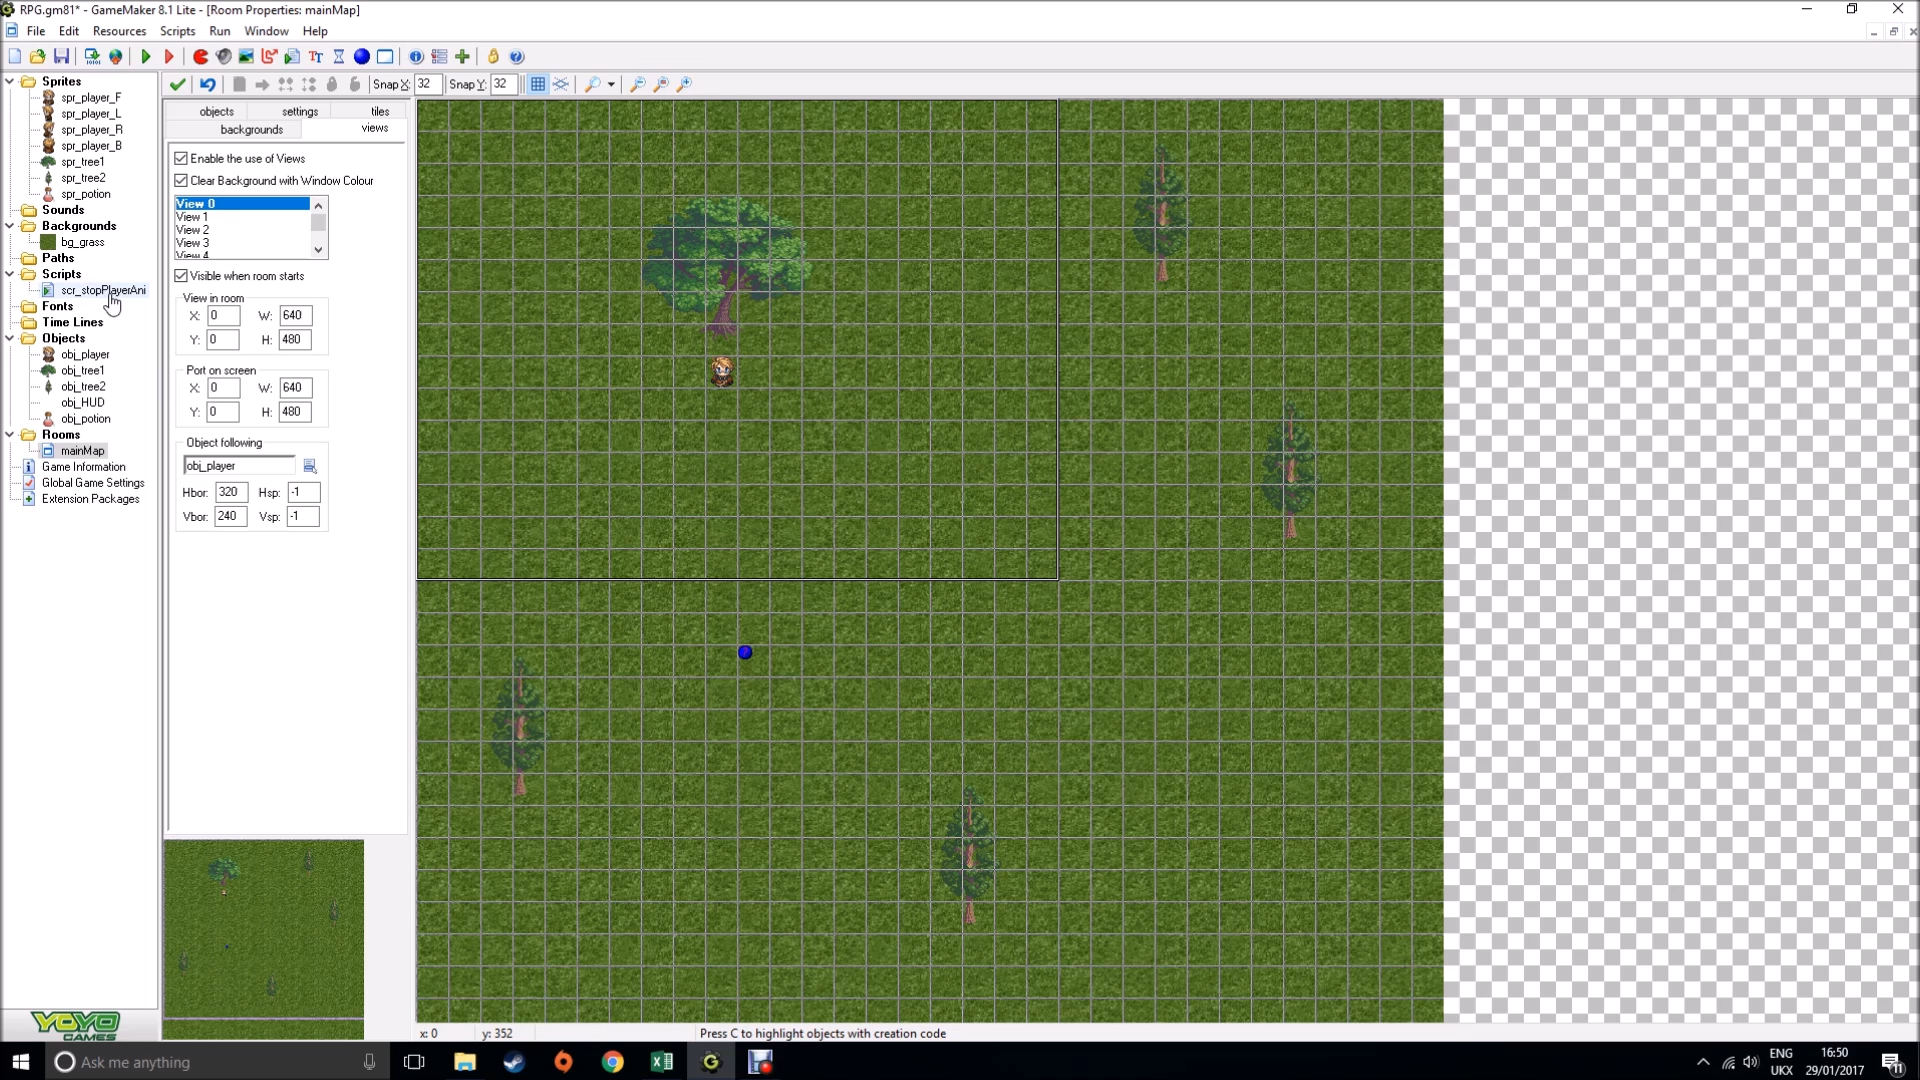 RPG.gm81* - GameMaker 8.1 Lite - [Room Properties: mainMap]
File Edit Resources Scripts Run Window Help
Snap X: 32 Snap Y: 32
Sprites
spr_player_F
spr_player_L
spr_player_R
spr_player_B
spr_tree1
spr_tree2
spr_potion
Sounds
Backgrounds
bg_grass
Paths
Scripts
scr_stopPlayerAni
Fonts
Time Lines
Objects
obj_player
obj_tree1
obj_tree2
obj_HUD
obj_potion
Rooms
mainMap
Game Information
Global Game Settings
Extension Packages
YOYO
GAMES
objects settings tiles
backgrounds views
Enable the use of Views
Clear Background with Window Colour
View 0
View 1
View 2
View 3
View 4
Visible when room starts
View in room
X: 0 W: 640
Y: 0 H: 480
Port on screen
X: 0 W: 640
Y: 0 H: 480
Object following
obj_player
Hbor: 320 Hsp: -1
Vbor: 240 Vsp: -1
x: 0 y: 352 Press C to highlight objects with creation code
Ask me anything
ENG
UKX
16:50
29/01/2017
11